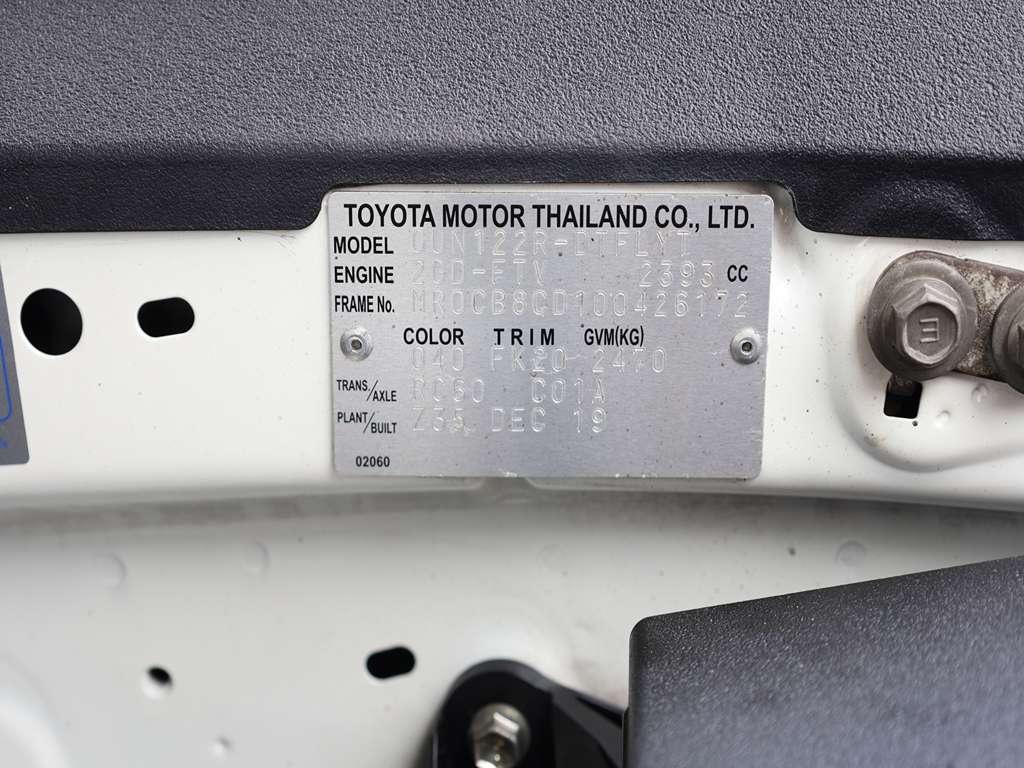 TOYOTA MOTOR THAILAND CO., LTD.
MODEL GUN122R-DTFLXT
ENGINE 2GD-FTV 2393 CC
FRAME No. MR0CB8CD100426172
COLOR TRIM GVM(KG)
040 FK20 2470
TRANS./AXLE RC60 C01A
PLANT/BUILT Z35 DEC 19
02060
E